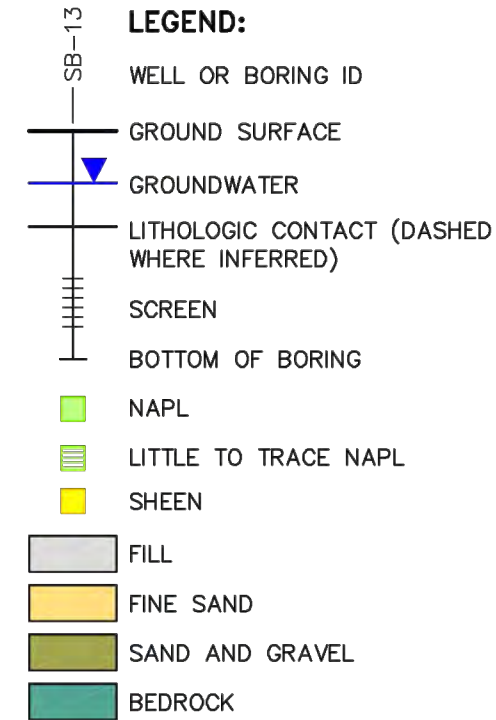 SB-13
LEGEND:
WELL OR BORING ID
GROUND SURFACE
GROUNDWATER
LITHOLOGIC CONTACT (DASHED
WHERE INFERRED)
SCREEN
BOTTOM OF BORING
NAPL
LITTLE TO TRACE NAPL
SHEEN
FILL
FINE SAND
SAND AND GRAVEL
BEDROCK